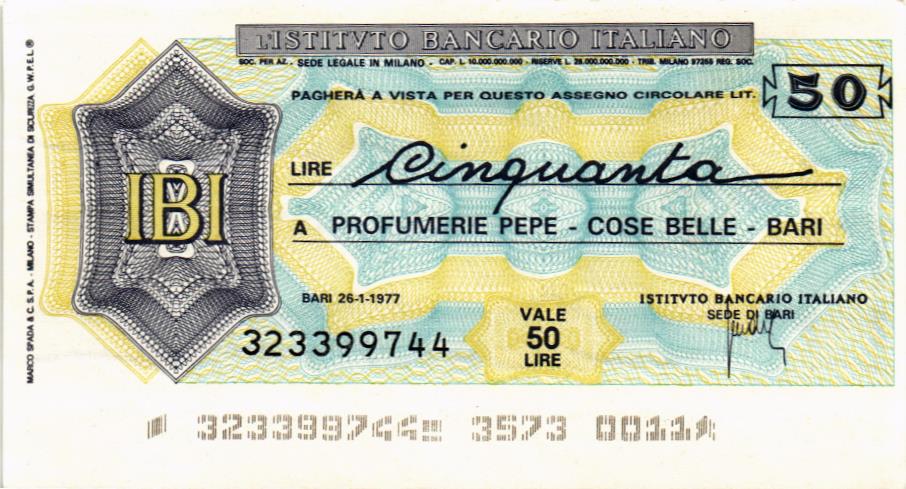 L'ISTITVTO BANCARIO ITALIANO
SOC. PER AZ. - SEDE LEGALE IN MILANO - CAP. L. 10.000.000.000 - RISERVE L. 26.000.000.000 - TRIB. MILANO 97255 REG. SOC.
PAGHERÀ A VISTA PER QUESTO ASSEGNO CIRCOLARE LIT. 50
LIRE Cinquanta
A PROFUMERIE PEPE - COSE BELLE - BARI
IBI
BARI 26-1-1977
ISTITVTO BANCARIO ITALIANO
SEDE DI BARI
323399744
VALE
50
LIRE
323399744 3573 0011
MARCO SPADA & C. S.P.A. - MILANO - STAMPA SIMULTANEA DI SICUREZZA G.W.P.E.L.®